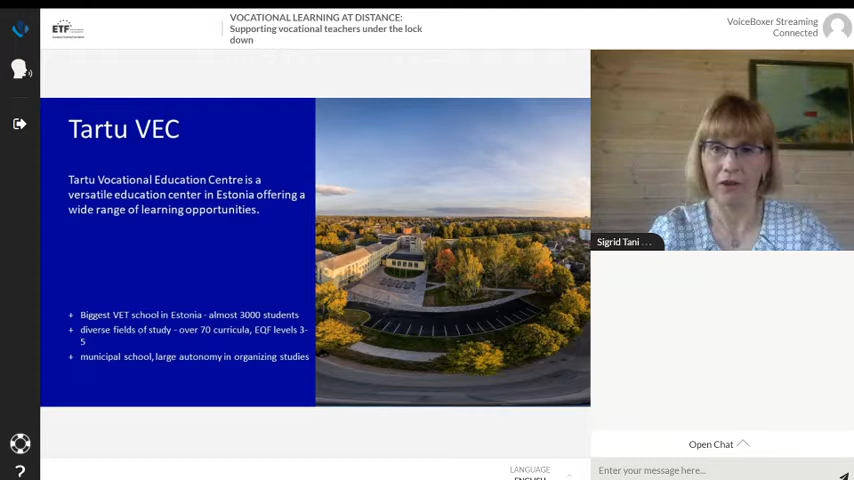 ETF
VOCATIONAL LEARNING AT DISTANCE:
Supporting vocational teachers under the lock
down
VoiceBoxer Streaming
Connected
Tartu VEC
Tartu Vocational Education Centre is a
versatile education center in Estonia offering a
wide range of learning opportunities.
+ Biggest VET school in Estonia - almost 3000 students
+ diverse fields of study - over 70 curricula, EQF levels 3-
5
+ municipal school, large autonomy in organizing studies
Sigrid Tani ...
Open Chat
LANGUAGE
ENGLISH
Enter your message here...
?